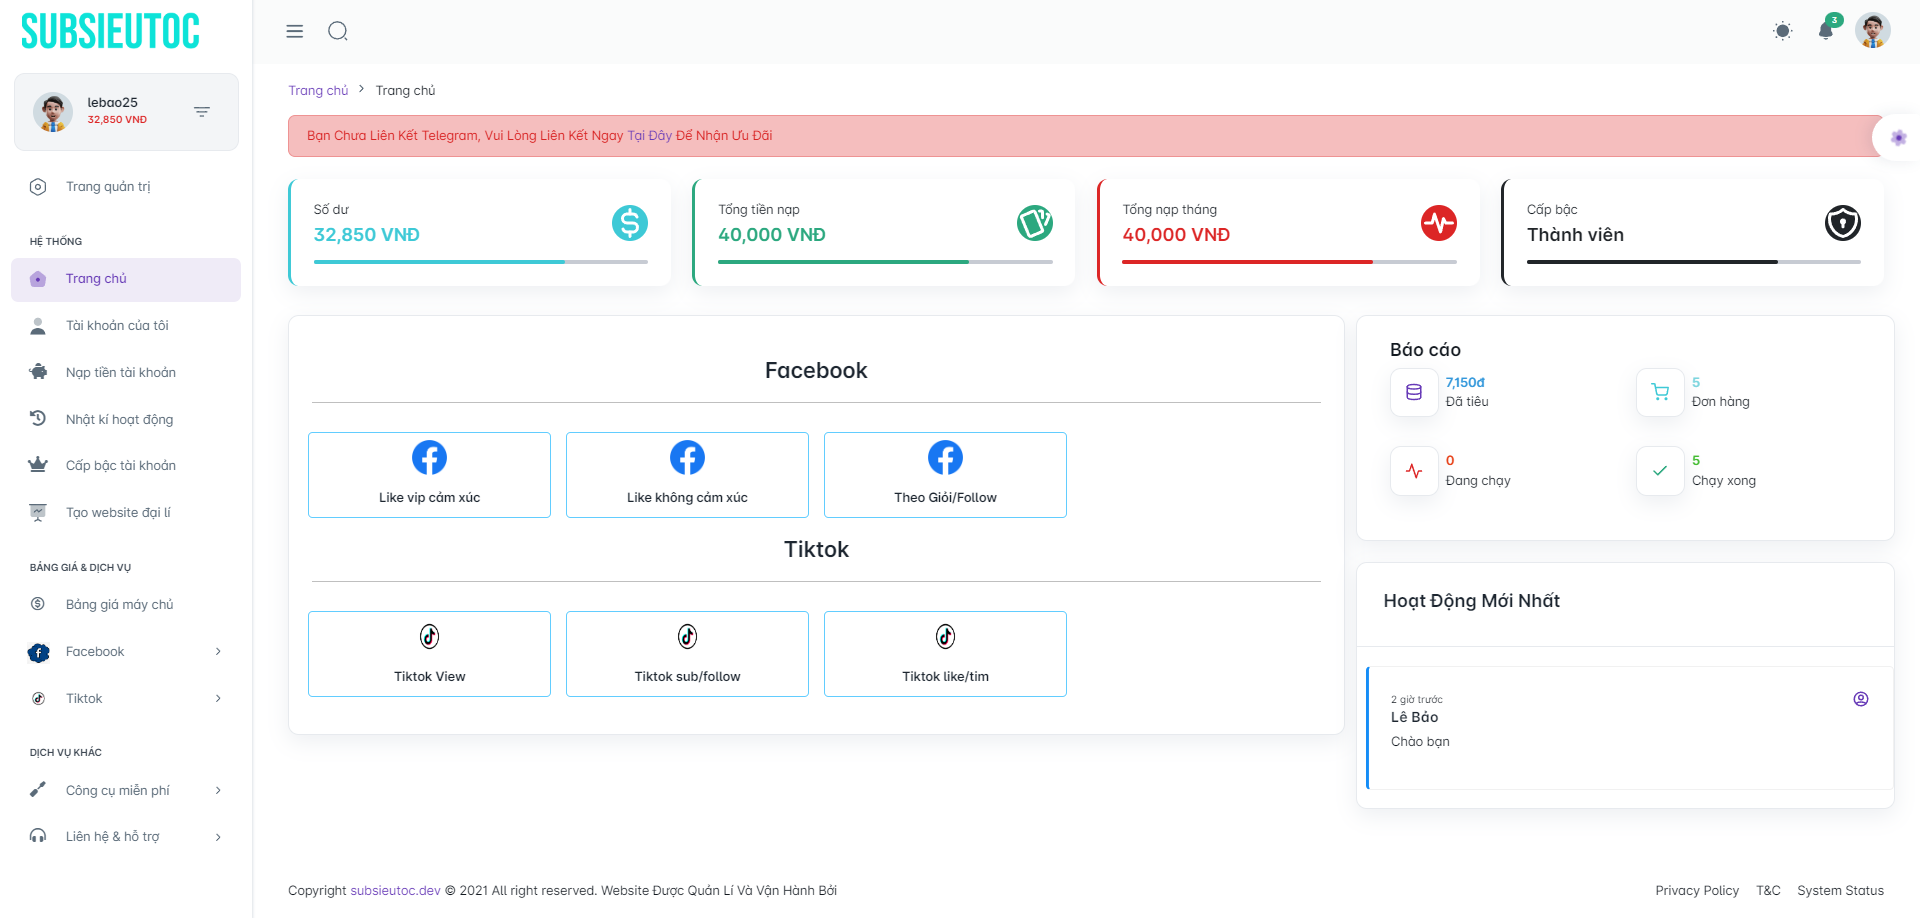 SUBSIEUTOC
3
lebao25
32,850 VNĐ
Trang quản trị
HỆ THỐNG
Trang chủ
Tài khoản của tôi
Nạp tiền tài khoản
Nhật kí hoạt động
Cấp bậc tài khoản
Tạo website đại lí
BẢNG GIÁ & DỊCH VỤ
Bảng giá máy chủ
Facebook
Tiktok
DỊCH VỤ KHÁC
Công cụ miễn phí
Liên hệ & hỗ trợ
Trang chủ > Trang chủ
Bạn Chưa Liên Kết Telegram, Vui Lòng Liên Kết Ngay Tại Đây Để Nhận Ưu Đãi
Số dư
32,850 VNĐ
Tổng tiền nạp
40,000 VNĐ
Tổng nạp tháng
40,000 VNĐ
Cấp bậc
Thành viên
Facebook
Like vip cảm xúc
Like không cảm xúc
Theo Giỏi/Follow
Tiktok
Tiktok View
Tiktok sub/follow
Tiktok like/tim
Báo cáo
7,150đ
Đã tiêu
5
Đơn hàng
0
Đang chạy
5
Chạy xong
Hoạt Động Mới Nhất
2 giờ trước
Lê Bảo
Chào bạn
Copyright subsieutoc.dev © 2021 All right reserved. Website Được Quản Lí Và Vận Hành Bởi
Privacy Policy T&C System Status